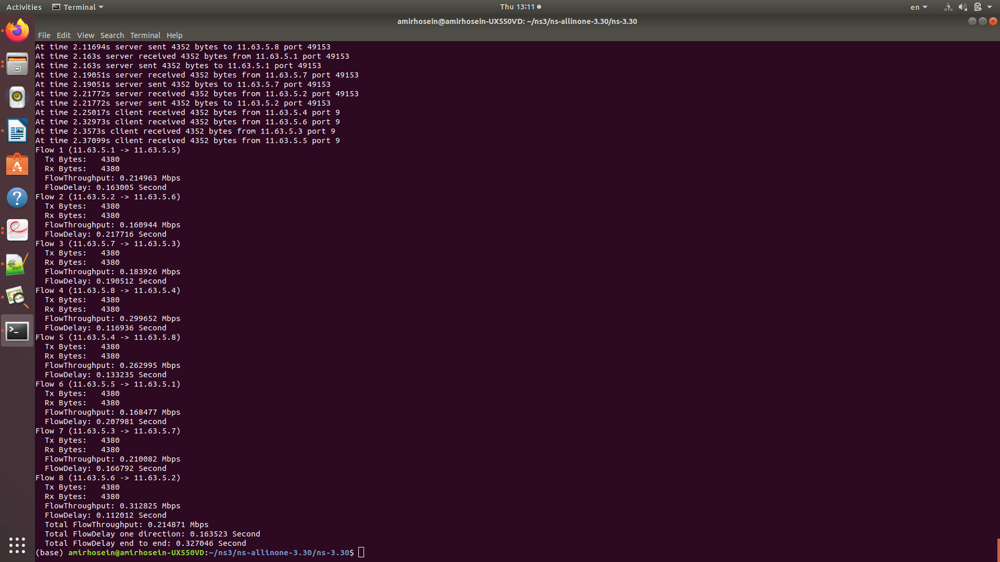 Activities
Terminal
Thu 13:11
en
amirhosein@amirhosein-UX550VD: ~/ns3/ns-allinone-3.30/ns-3.30
File Edit View Search Terminal Help
At time 2.11694s server sent 4352 bytes to 11.63.5.8 port 49153
At time 2.163s server received 4352 bytes from 11.63.5.1 port 49153
At time 2.163s server sent 4352 bytes to 11.63.5.1 port 49153
At time 2.19051s server received 4352 bytes from 11.63.5.7 port 49153
At time 2.19051s server sent 4352 bytes to 11.63.5.7 port 49153
At time 2.21772s server received 4352 bytes from 11.63.5.2 port 49153
At time 2.21772s server sent 4352 bytes to 11.63.5.2 port 49153
At time 2.25017s client received 4352 bytes from 11.63.5.4 port 9
At time 2.32973s client received 4352 bytes from 11.63.5.6 port 9
At time 2.3573s client received 4352 bytes from 11.63.5.3 port 9
At time 2.37099s client received 4352 bytes from 11.63.5.5 port 9
Flow 1 (11.63.5.1 -> 11.63.5.5)
  Tx Bytes:   4380
  Rx Bytes:   4380
  FlowThroughput: 0.214963 Mbps
  FlowDelay: 0.163005 Second
Flow 2 (11.63.5.2 -> 11.63.5.6)
  Tx Bytes:   4380
  Rx Bytes:   4380
  FlowThroughput: 0.160944 Mbps
  FlowDelay: 0.217716 Second
Flow 3 (11.63.5.7 -> 11.63.5.3)
  Tx Bytes:   4380
  Rx Bytes:   4380
  FlowThroughput: 0.183926 Mbps
  FlowDelay: 0.190512 Second
Flow 4 (11.63.5.8 -> 11.63.5.4)
  Tx Bytes:   4380
  Rx Bytes:   4380
  FlowThroughput: 0.299652 Mbps
  FlowDelay: 0.116936 Second
Flow 5 (11.63.5.4 -> 11.63.5.8)
  Tx Bytes:   4380
  Rx Bytes:   4380
  FlowThroughput: 0.262995 Mbps
  FlowDelay: 0.133235 Second
Flow 6 (11.63.5.5 -> 11.63.5.1)
  Tx Bytes:   4380
  Rx Bytes:   4380
  FlowThroughput: 0.168477 Mbps
  FlowDelay: 0.207981 Second
Flow 7 (11.63.5.3 -> 11.63.5.7)
  Tx Bytes:   4380
  Rx Bytes:   4380
  FlowThroughput: 0.210082 Mbps
  FlowDelay: 0.166792 Second
Flow 8 (11.63.5.6 -> 11.63.5.2)
  Tx Bytes:   4380
  Rx Bytes:   4380
  FlowThroughput: 0.312825 Mbps
  FlowDelay: 0.112012 Second
  Total FlowThroughput: 0.214871 Mbps
  Total FlowDelay one direction: 0.163523 Second
  Total FlowDelay end to end: 0.327046 Second
(base) amirhosein@amirhosein-UX550VD:~/ns3/ns-allinone-3.30/ns-3.30$